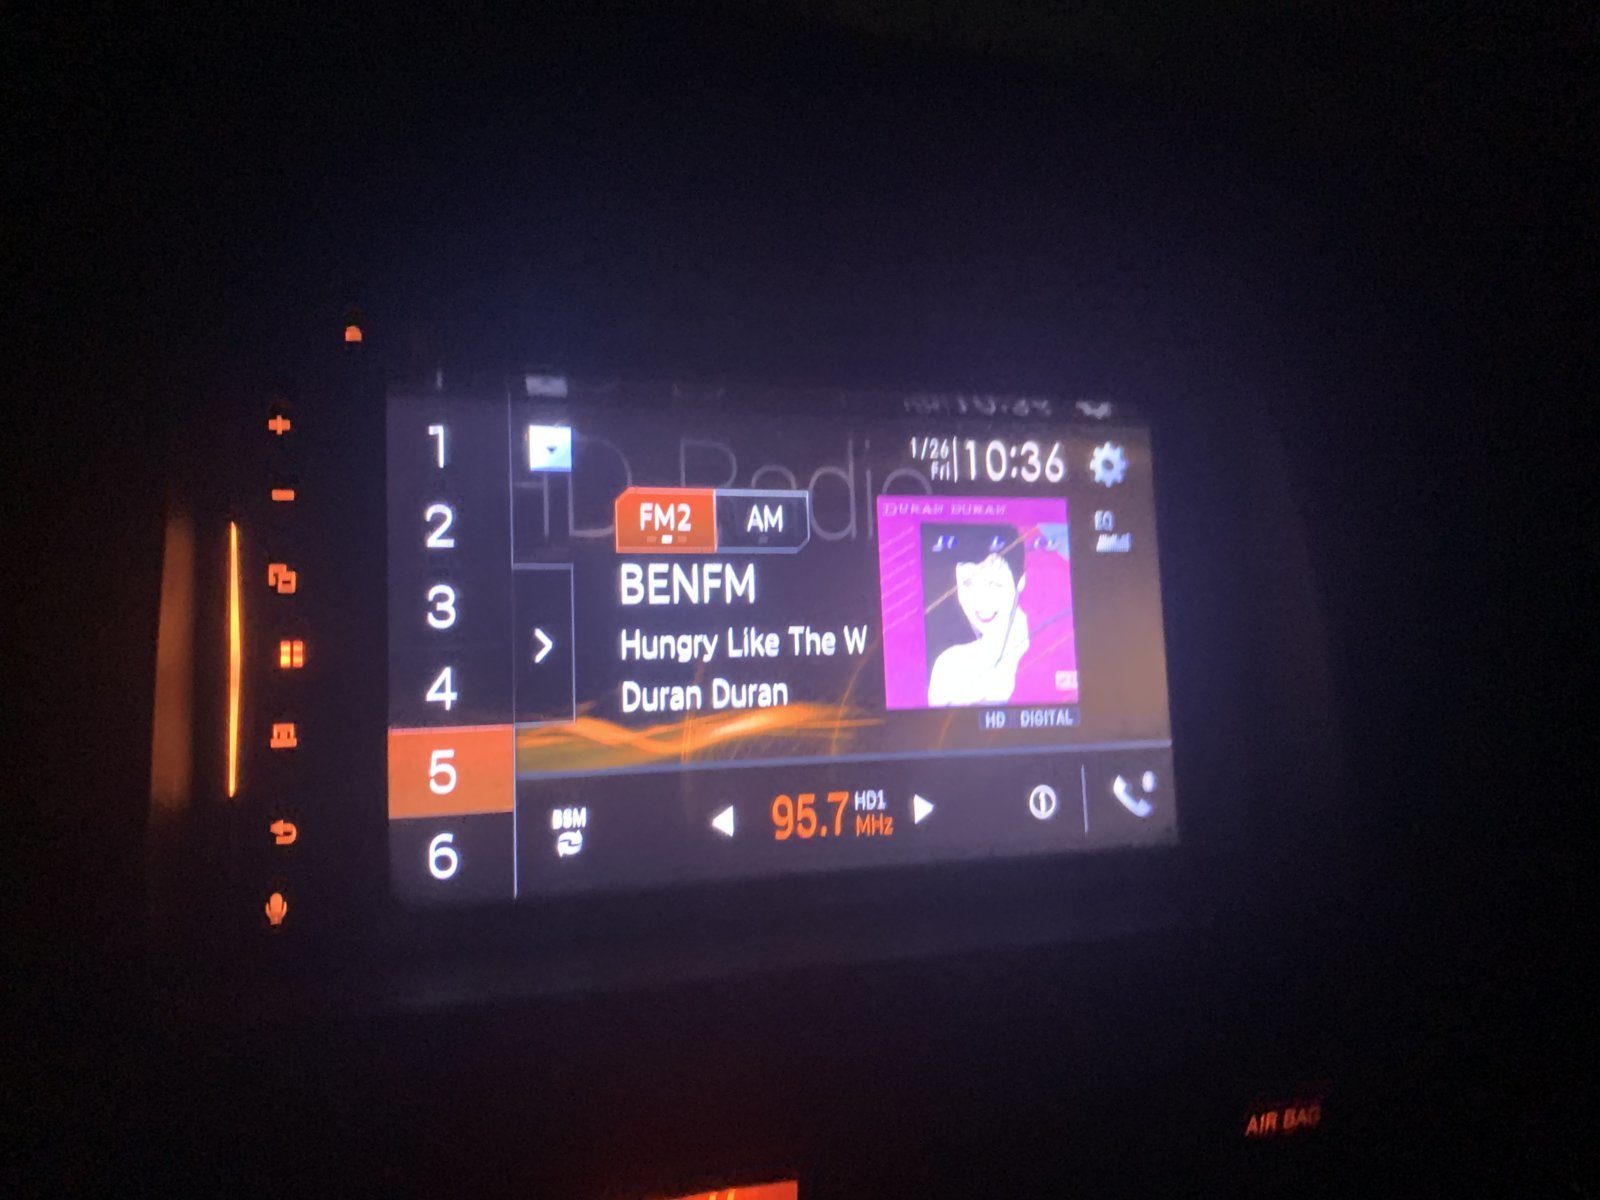 1
2
3
4
5
6
HD Radio
1/26
Fri
10:36
FM2
AM
BENFM
Hungry Like The W
Duran Duran
DURAN DURAN
EQ
HD DIGITAL
BSM
95.7
HD1
MHz
AIR BAG